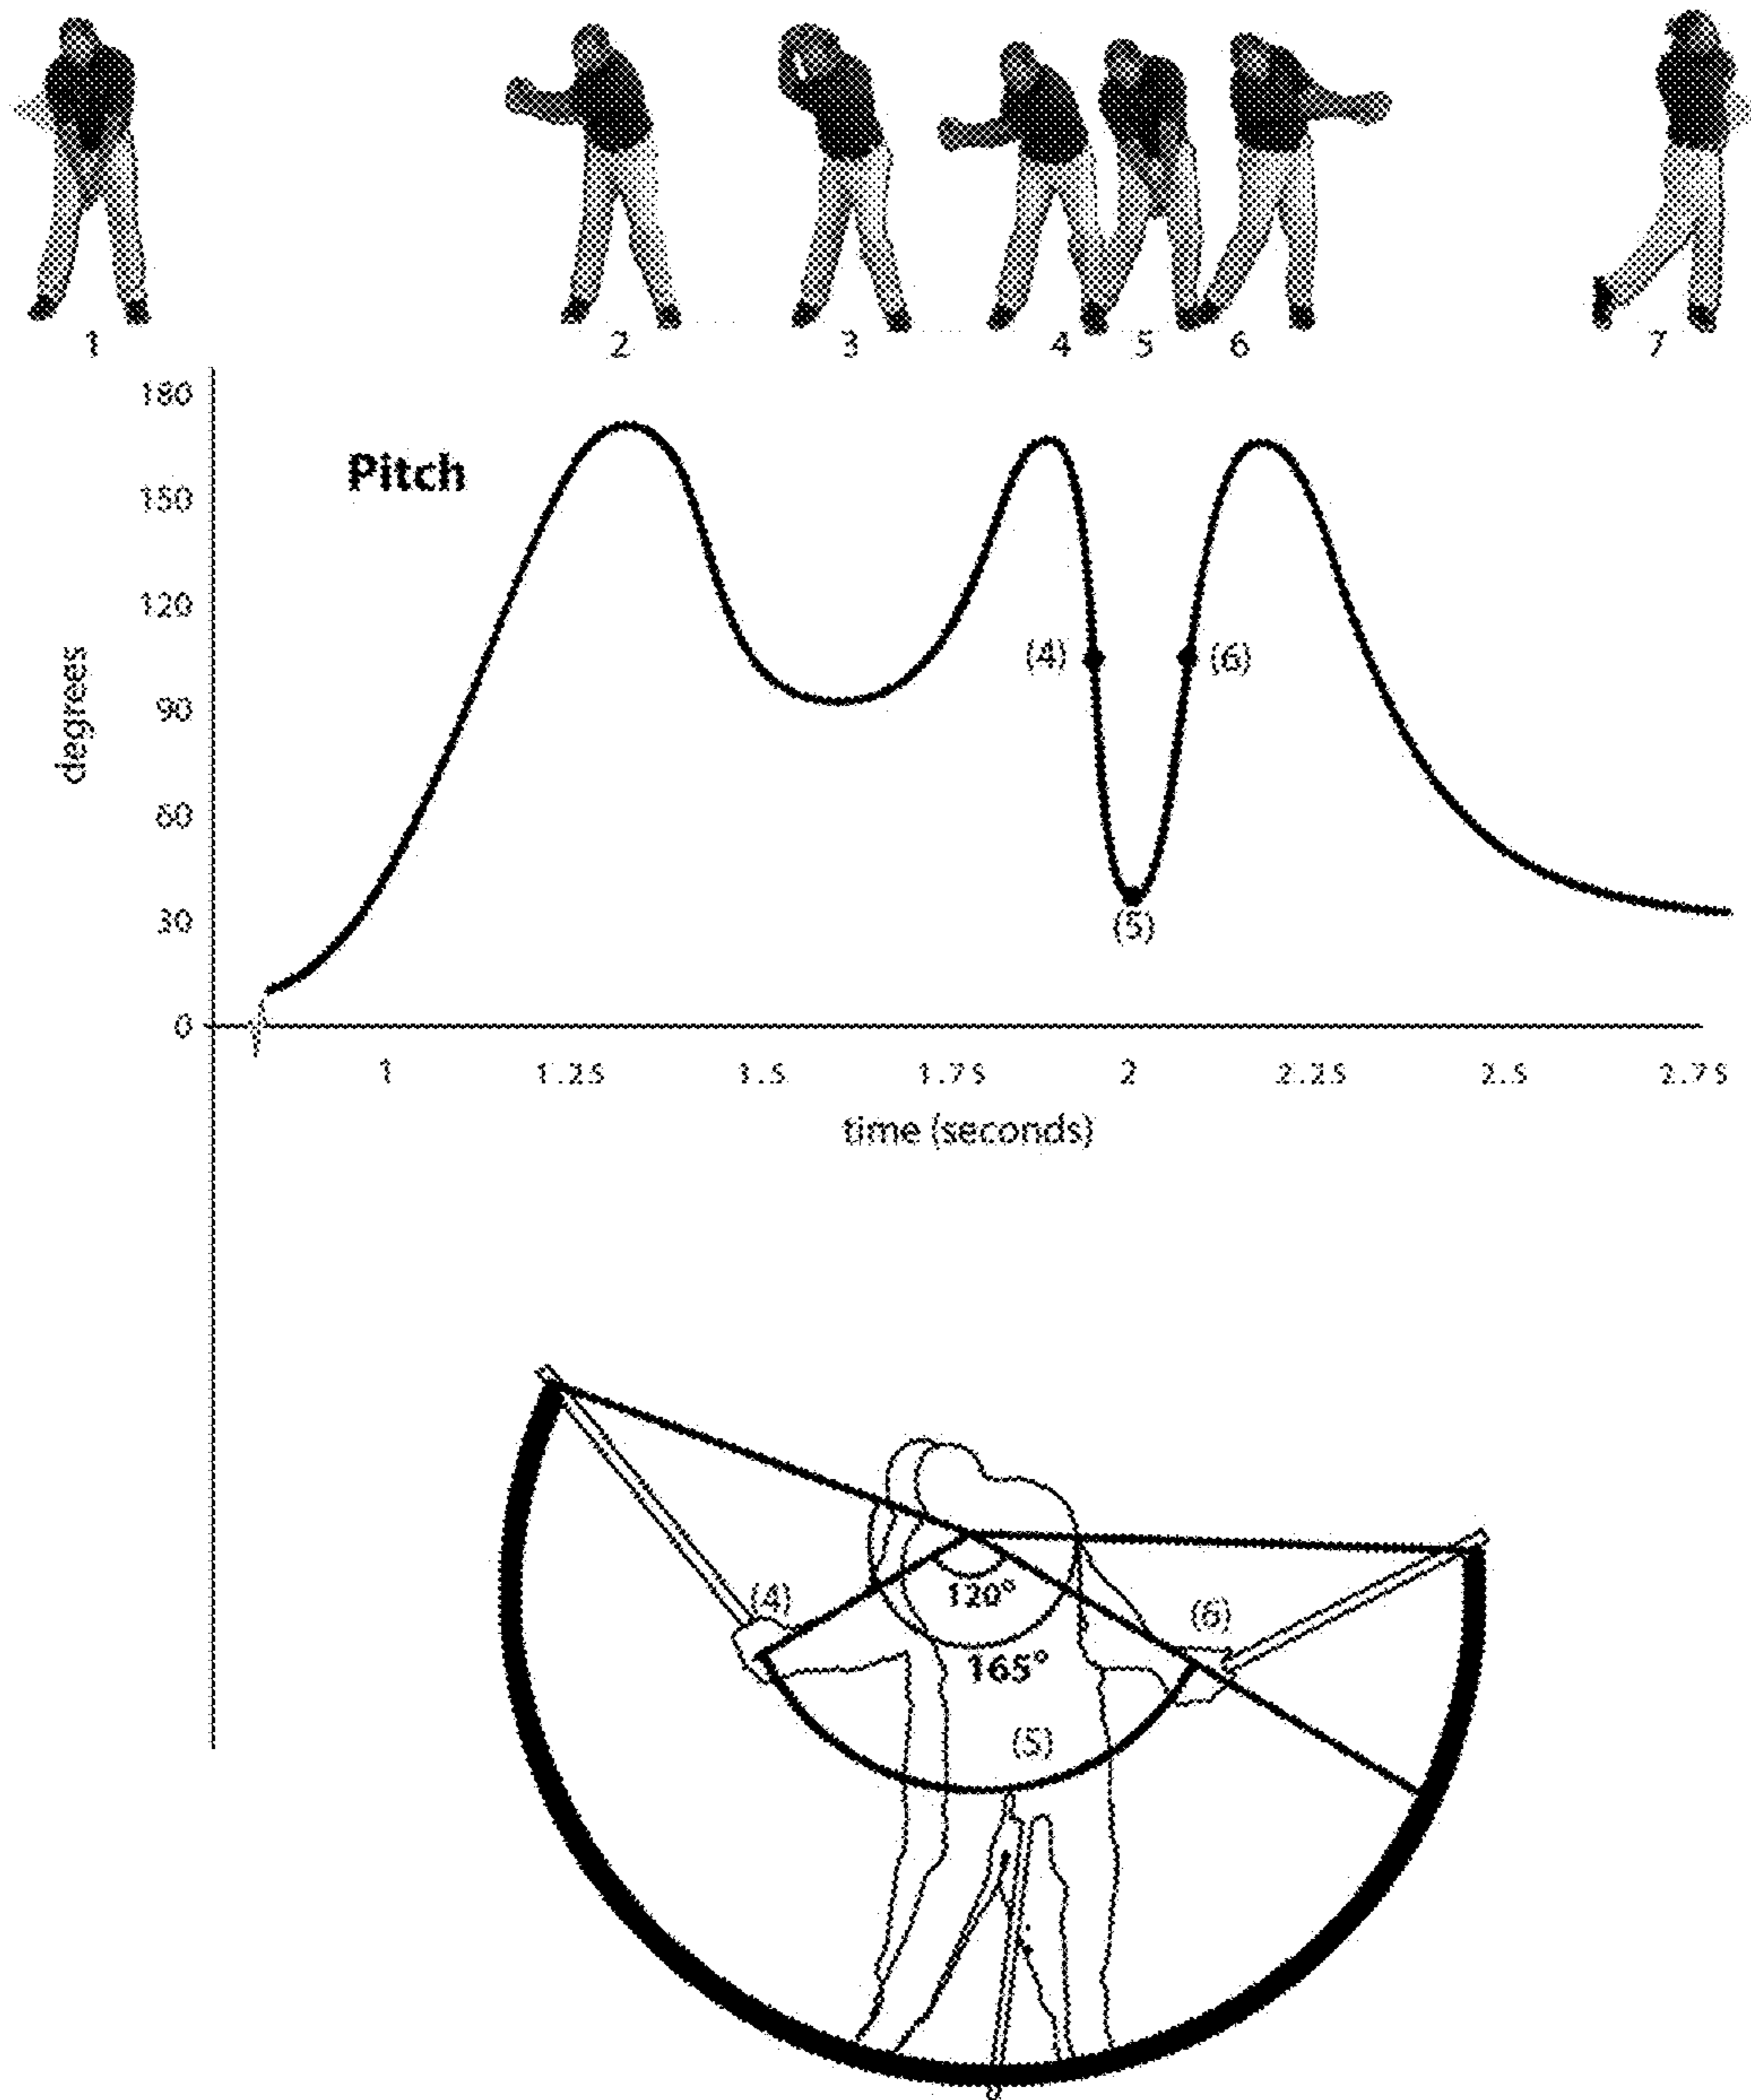 1 2 3 4 5 6 7
180
Pitch
150
120
(4) (6)
90
degrees
60
30
(5)
0
1 1.25 1.5 1.75 2 2.25 2.5 2.75
time (seconds)
(4) 120° (6)
165°
(5)